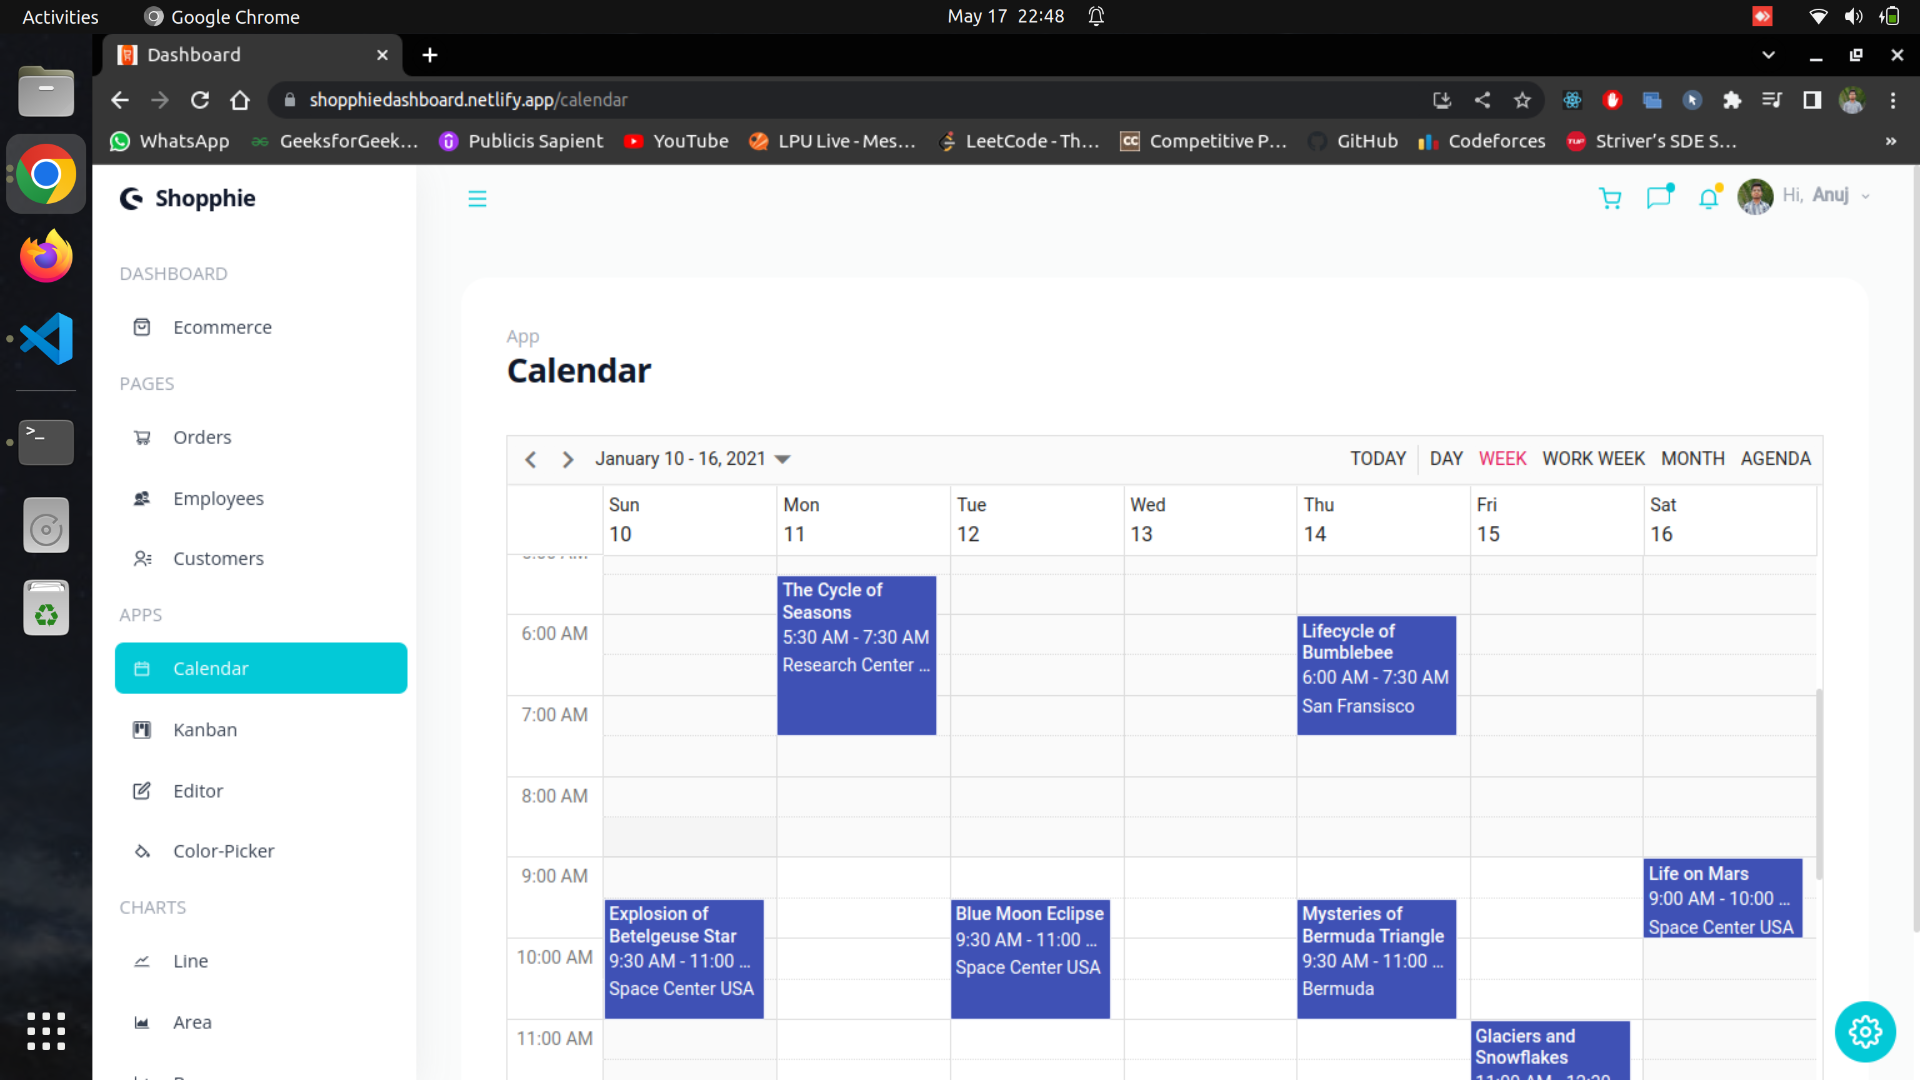 Activities
Google Chrome
May 17 22:48
Dashboard
shopphiedashboard.netlify.app/calendar
WhatsApp
GeeksforGeek...
Publicis Sapient
YouTube
LPU Live - Mes...
LeetCode - Th...
CC
Competitive P...
GitHub
Codeforces
TUF
Striver's SDE S...
»
Shopphie
Hi, Anuj
DASHBOARD
Ecommerce
PAGES
Orders
Employees
Customers
APPS
Calendar
Kanban
Editor
Color-Picker
CHARTS
Line
Area
App
Calendar
January 10 - 16, 2021
TODAY
DAY
WEEK
WORK WEEK
MONTH
AGENDA
Sun
10
Mon
11
Tue
12
Wed
13
Thu
14
Fri
15
Sat
16
6:00 AM
7:00 AM
8:00 AM
9:00 AM
10:00 AM
11:00 AM
The Cycle of
Seasons
5:30 AM - 7:30 AM
Research Center ...
Lifecycle of
Bumblebee
6:00 AM - 7:30 AM
San Fransisco
Life on Mars
9:00 AM - 10:00 ...
Space Center USA
Explosion of
Betelgeuse Star
9:30 AM - 11:00 ...
Space Center USA
Blue Moon Eclipse
9:30 AM - 11:00 ...
Space Center USA
Mysteries of
Bermuda Triangle
9:30 AM - 11:00 ...
Bermuda
Glaciers and
Snowflakes
11:00 AM - 12:30 ...